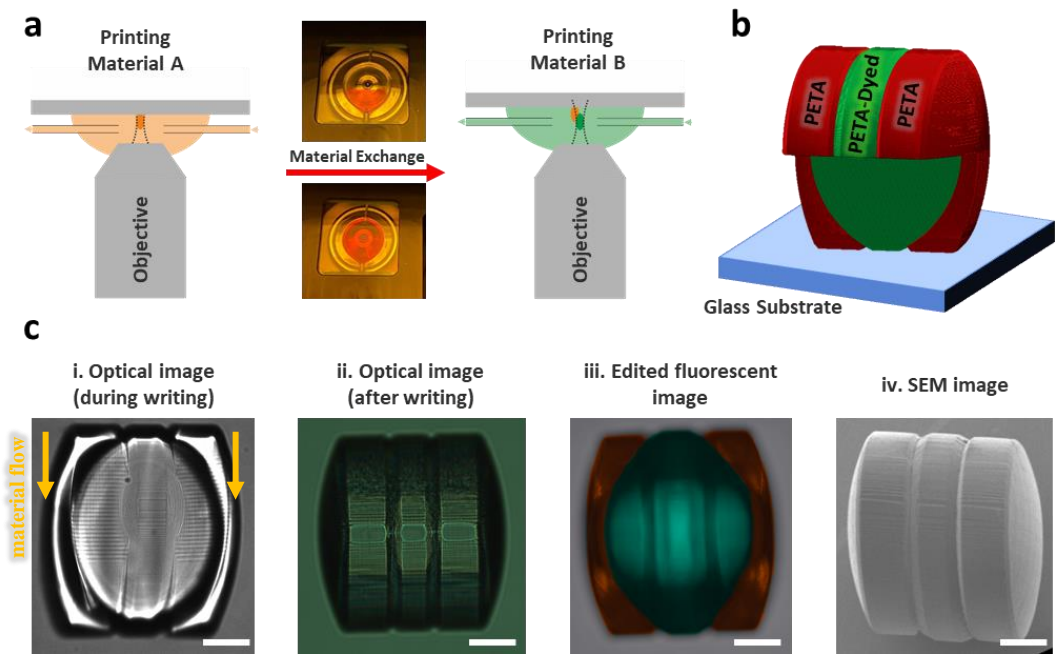 a
Printing
Material A
Objective
Material Exchange
Printing
Material B
Objective
b
PETA
PETA-Dyed
PETA
Glass Substrate
c
i. Optical image
(during writing)
material flow
ii. Optical image
(after writing)
iii. Edited fluorescent
image
iv. SEM image